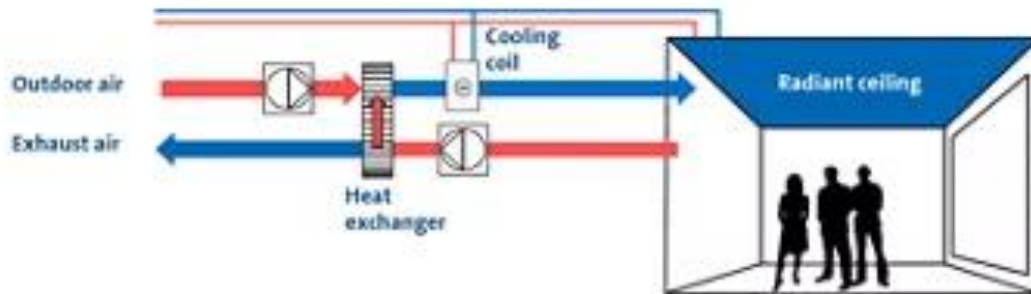 Cooling
coil
Outdoor air
Radiant ceiling
Exhaust air
Heat
exchanger